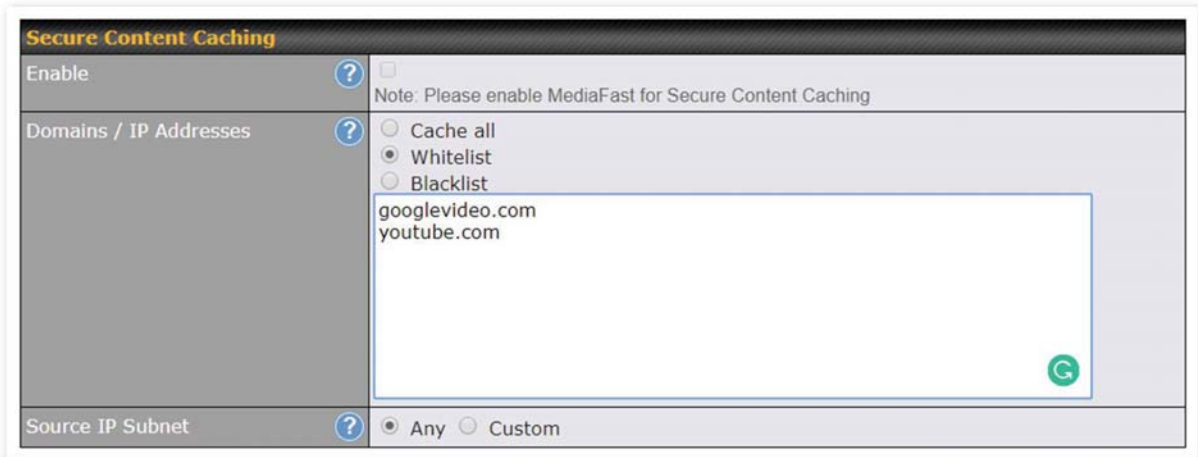 Secure Content Caching
Enable ?
Note: Please enable MediaFast for Secure Content Caching
Domains / IP Addresses ? Cache all
Whitelist
Blacklist
googlevideo.com
youtube.com
Source IP Subnet ? Any Custom